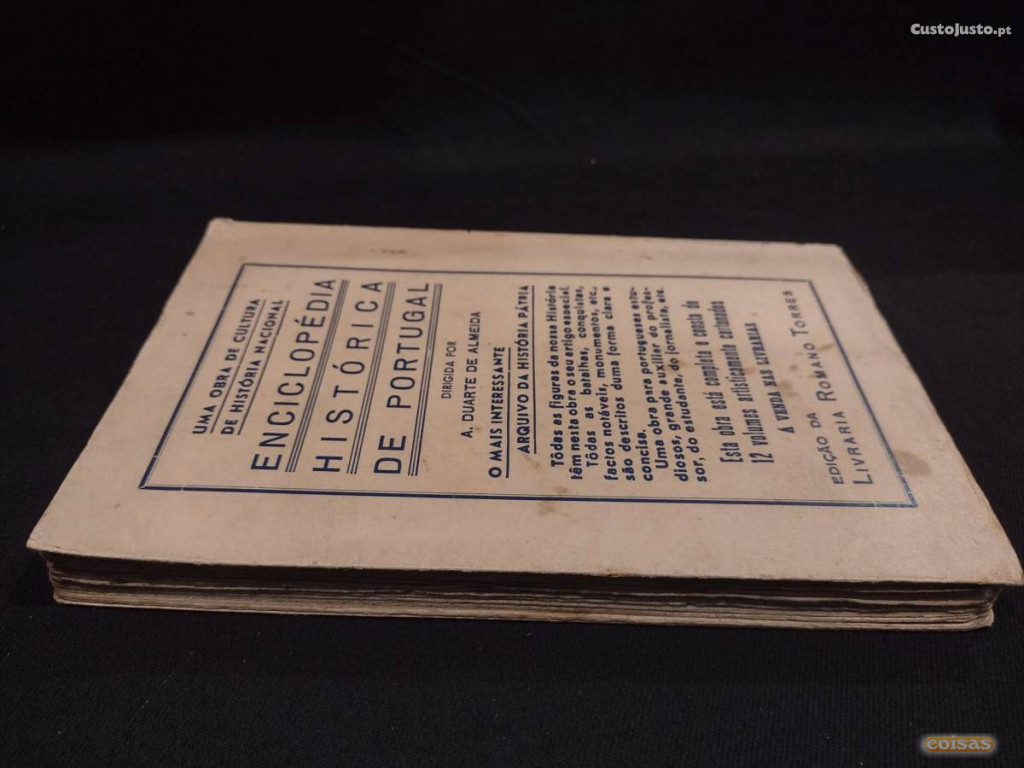 CustoJusto.pt
UMA OBRA DE CULTURA
DE HISTÓRIA NACIONAL
ENCICLOPÉDIA
HISTÓRICA
DE PORTUGAL
DIRIGIDA POR
A. DUARTE DE ALMEIDA
O MAIS INTERESSANTE
ARQUIVO DA HISTÓRIA PÁTRIA
Tôdas as figuras da nossa História
têm nesta obra o seu artigo especial.
Tôdas as batalhas, conquistas,
factos notáveis, monumentos, etc.,
são descritos duma forma clara e
concisa.
Uma obra para portugueses estu-
diosos, grande auxiliar do profes-
sor, do estudante, do jornalista, etc.
Esta obra está completa e consta de
12 volumes artisticamente cartonados
A VENDA NAS LIVRARIAS
EDIÇÃO DA
LIVRARIA ROMANO TORRES
coisas